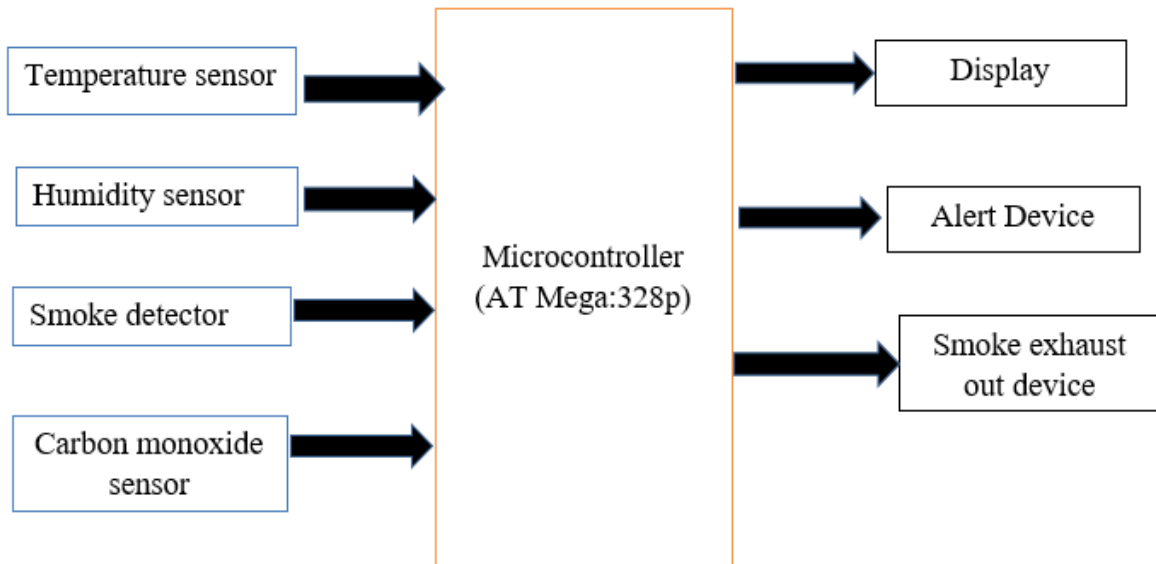 Temperature sensor
Humidity sensor
Smoke detector
Carbon monoxide
sensor
Microcontroller
(AT Mega:328p)
Display
Alert Device
Smoke exhaust
out device